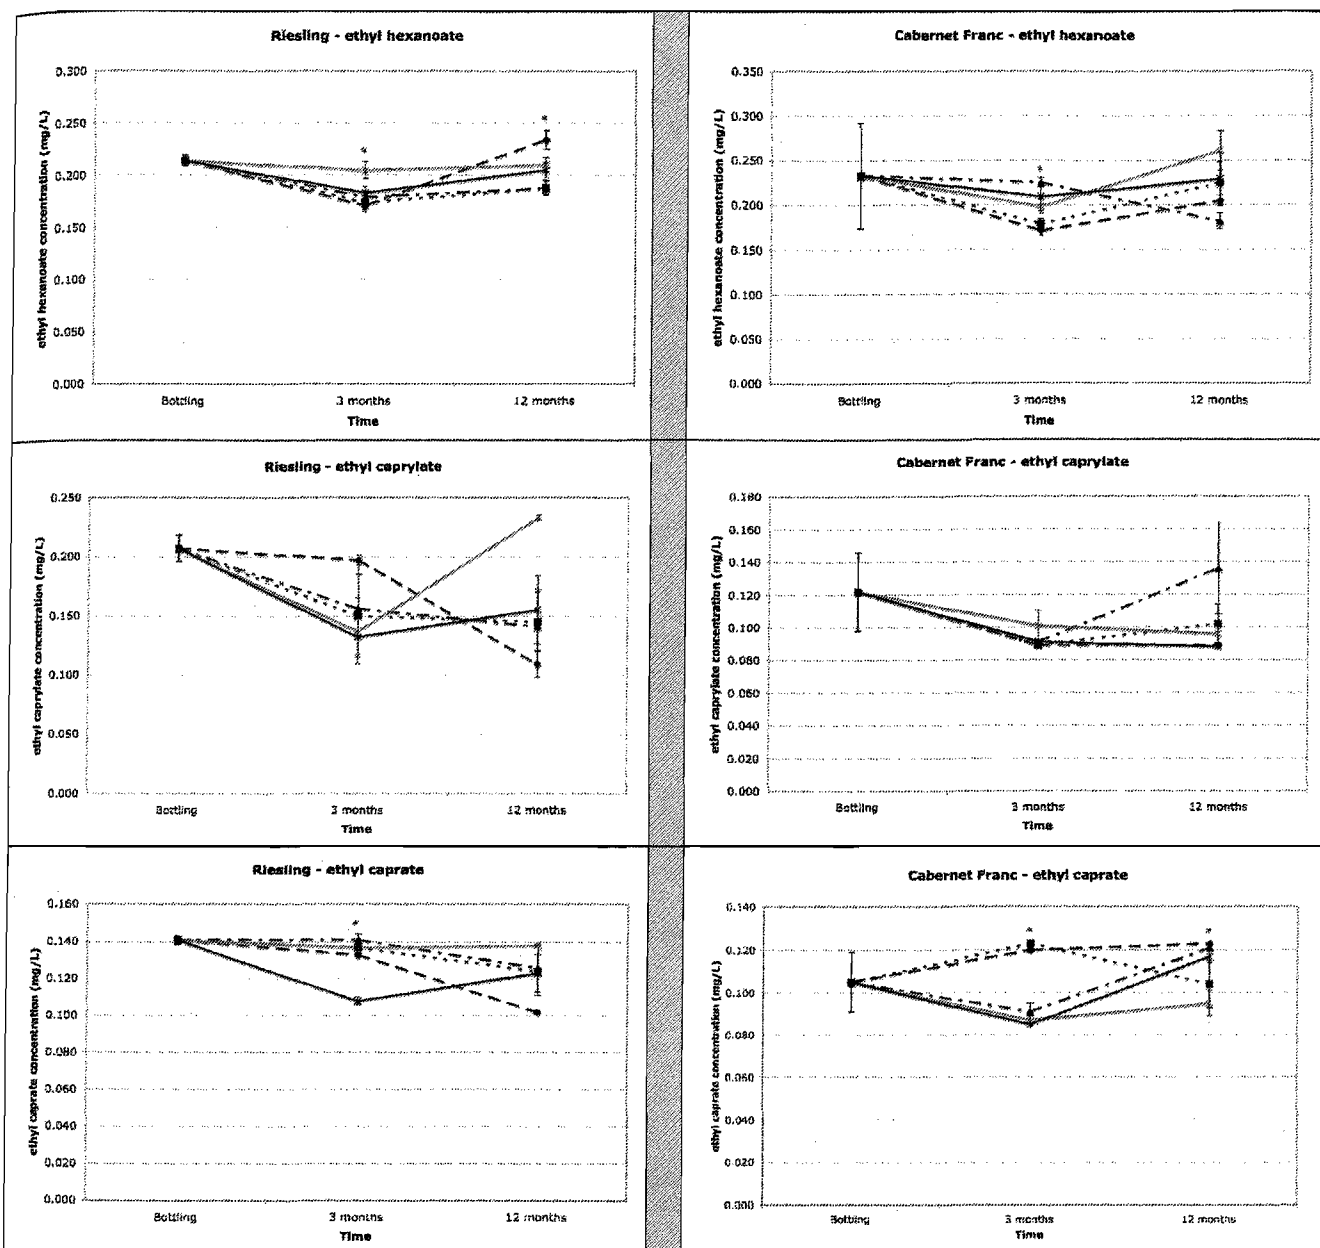 Riesling - ethyl hexanoate
ethyl hexanoate concentration (mg/L)
0.300
0.250
0.200
0.150
0.100
0.050
0.000
*
*
Bottling
3 months
12 months
Time
Cabernet Franc - ethyl hexanoate
ethyl hexanoate concentration (mg/L)
0.350
0.300
0.250
0.200
0.150
0.100
0.050
0.000
*
Bottling
3 months
12 months
Time
Riesling - ethyl caprylate
ethyl caprylate concentration (mg/L)
0.250
0.200
0.150
0.100
0.050
0.000
Bottling
3 months
12 months
Time
Cabernet Franc - ethyl caprylate
ethyl caprylate concentration (mg/L)
0.180
0.160
0.140
0.120
0.100
0.080
0.060
0.040
0.020
0.000
Bottling
3 months
12 months
Time
Riesling - ethyl caprate
ethyl caprate concentration (mg/L)
0.160
0.140
0.120
0.100
0.080
0.060
0.040
0.020
0.000
*
Bottling
3 months
12 months
Time
Cabernet Franc - ethyl caprate
ethyl caprate concentration (mg/L)
0.140
0.120
0.100
0.080
0.060
0.040
0.020
0.000
*
*
Bottling
3 months
12 months
Time